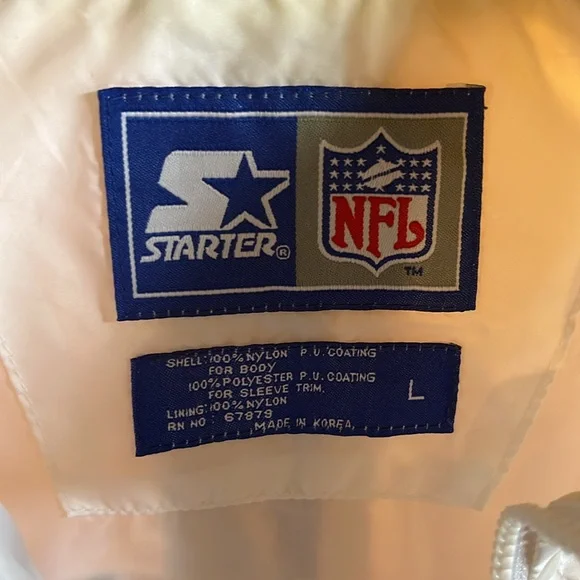 STARTER®
NFL
TM
SHELL: 100% NYLON P.U. COATING
FOR BODY
100% POLYESTER P.U. COATING
FOR SLEEVE TRIM.
LINING: 100% NYLON
RN NO : 67979
MADE IN KOREA.
L